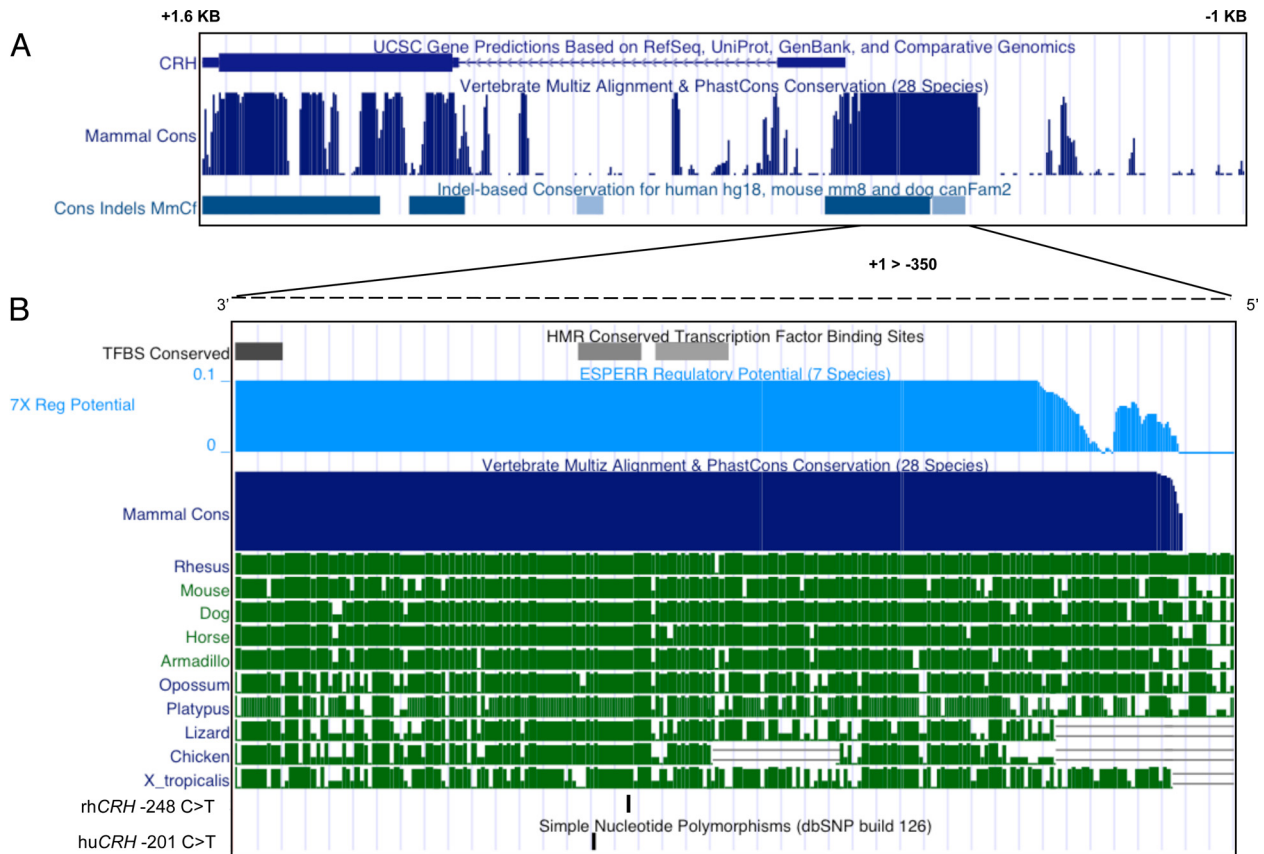 +1.6 KB
-1 KB
A
UCSC Gene Predictions Based on RefSeq, UniProt, GenBank, and Comparative Genomics
CRH
Vertebrate Multiz Alignment & PhastCons Conservation (28 Species)
Mammal Cons
Indel-based Conservation for human hg18, mouse mm8 and dog canFam2
Cons Indels MmCf
+1 > -350
3’
5’
B
HMR Conserved Transcription Factor Binding Sites
TFBS Conserved
ESPERR Regulatory Potential (7 Species)
0.1
7X Reg Potential
0
Vertebrate Multiz Alignment & PhastCons Conservation (28 Species)
Mammal Cons
Rhesus
Mouse
Dog
Horse
Armadillo
Opossum
Platypus
Lizard
Chicken
X_tropicalis
rhCRH -248 C>T
Simple Nucleotide Polymorphisms (dbSNP build 126)
huCRH -201 C>T